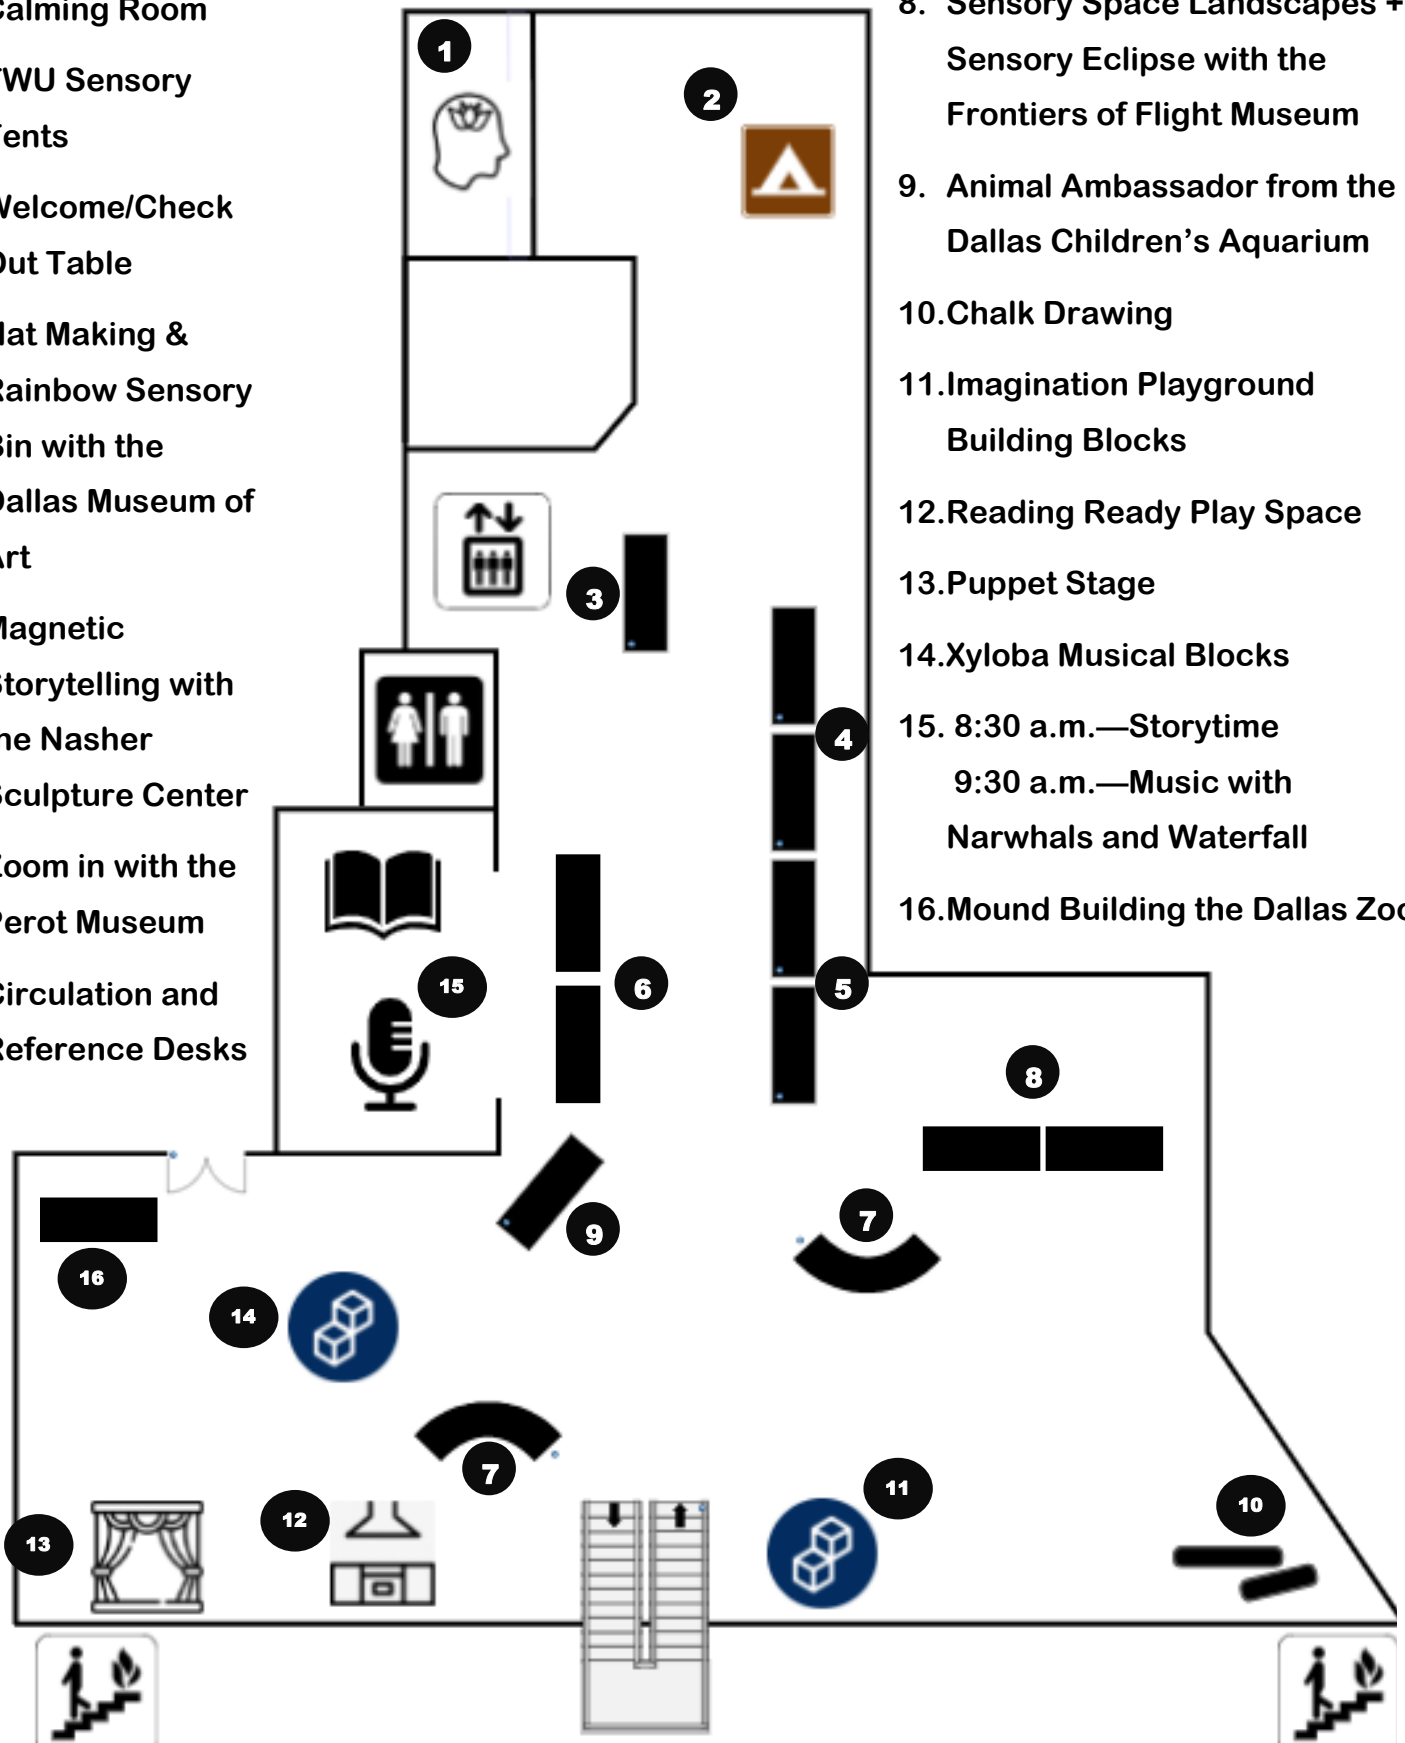 Calming Room
TWU Sensory
Tents
Welcome/Check
Out Table
Hat Making &
Rainbow Sensory
Bin with the
Dallas Museum of
Art
Magnetic
Storytelling with
the Nasher
Sculpture Center
Zoom in with the
Perot Museum
Circulation and
Reference Desks
8. Sensory Space Landscapes +
Sensory Eclipse with the
Frontiers of Flight Museum
9. Animal Ambassador from the
Dallas Children’s Aquarium
10.Chalk Drawing
11.Imagination Playground
Building Blocks
12.Reading Ready Play Space
13.Puppet Stage
14.Xyloba Musical Blocks
15. 8:30 a.m.—Storytime
9:30 a.m.—Music with
Narwhals and Waterfall
16.Mound Building the Dallas Zoo
1
2
3
4
15
6
5
8
7
9
16
14
7
11
12
10
13